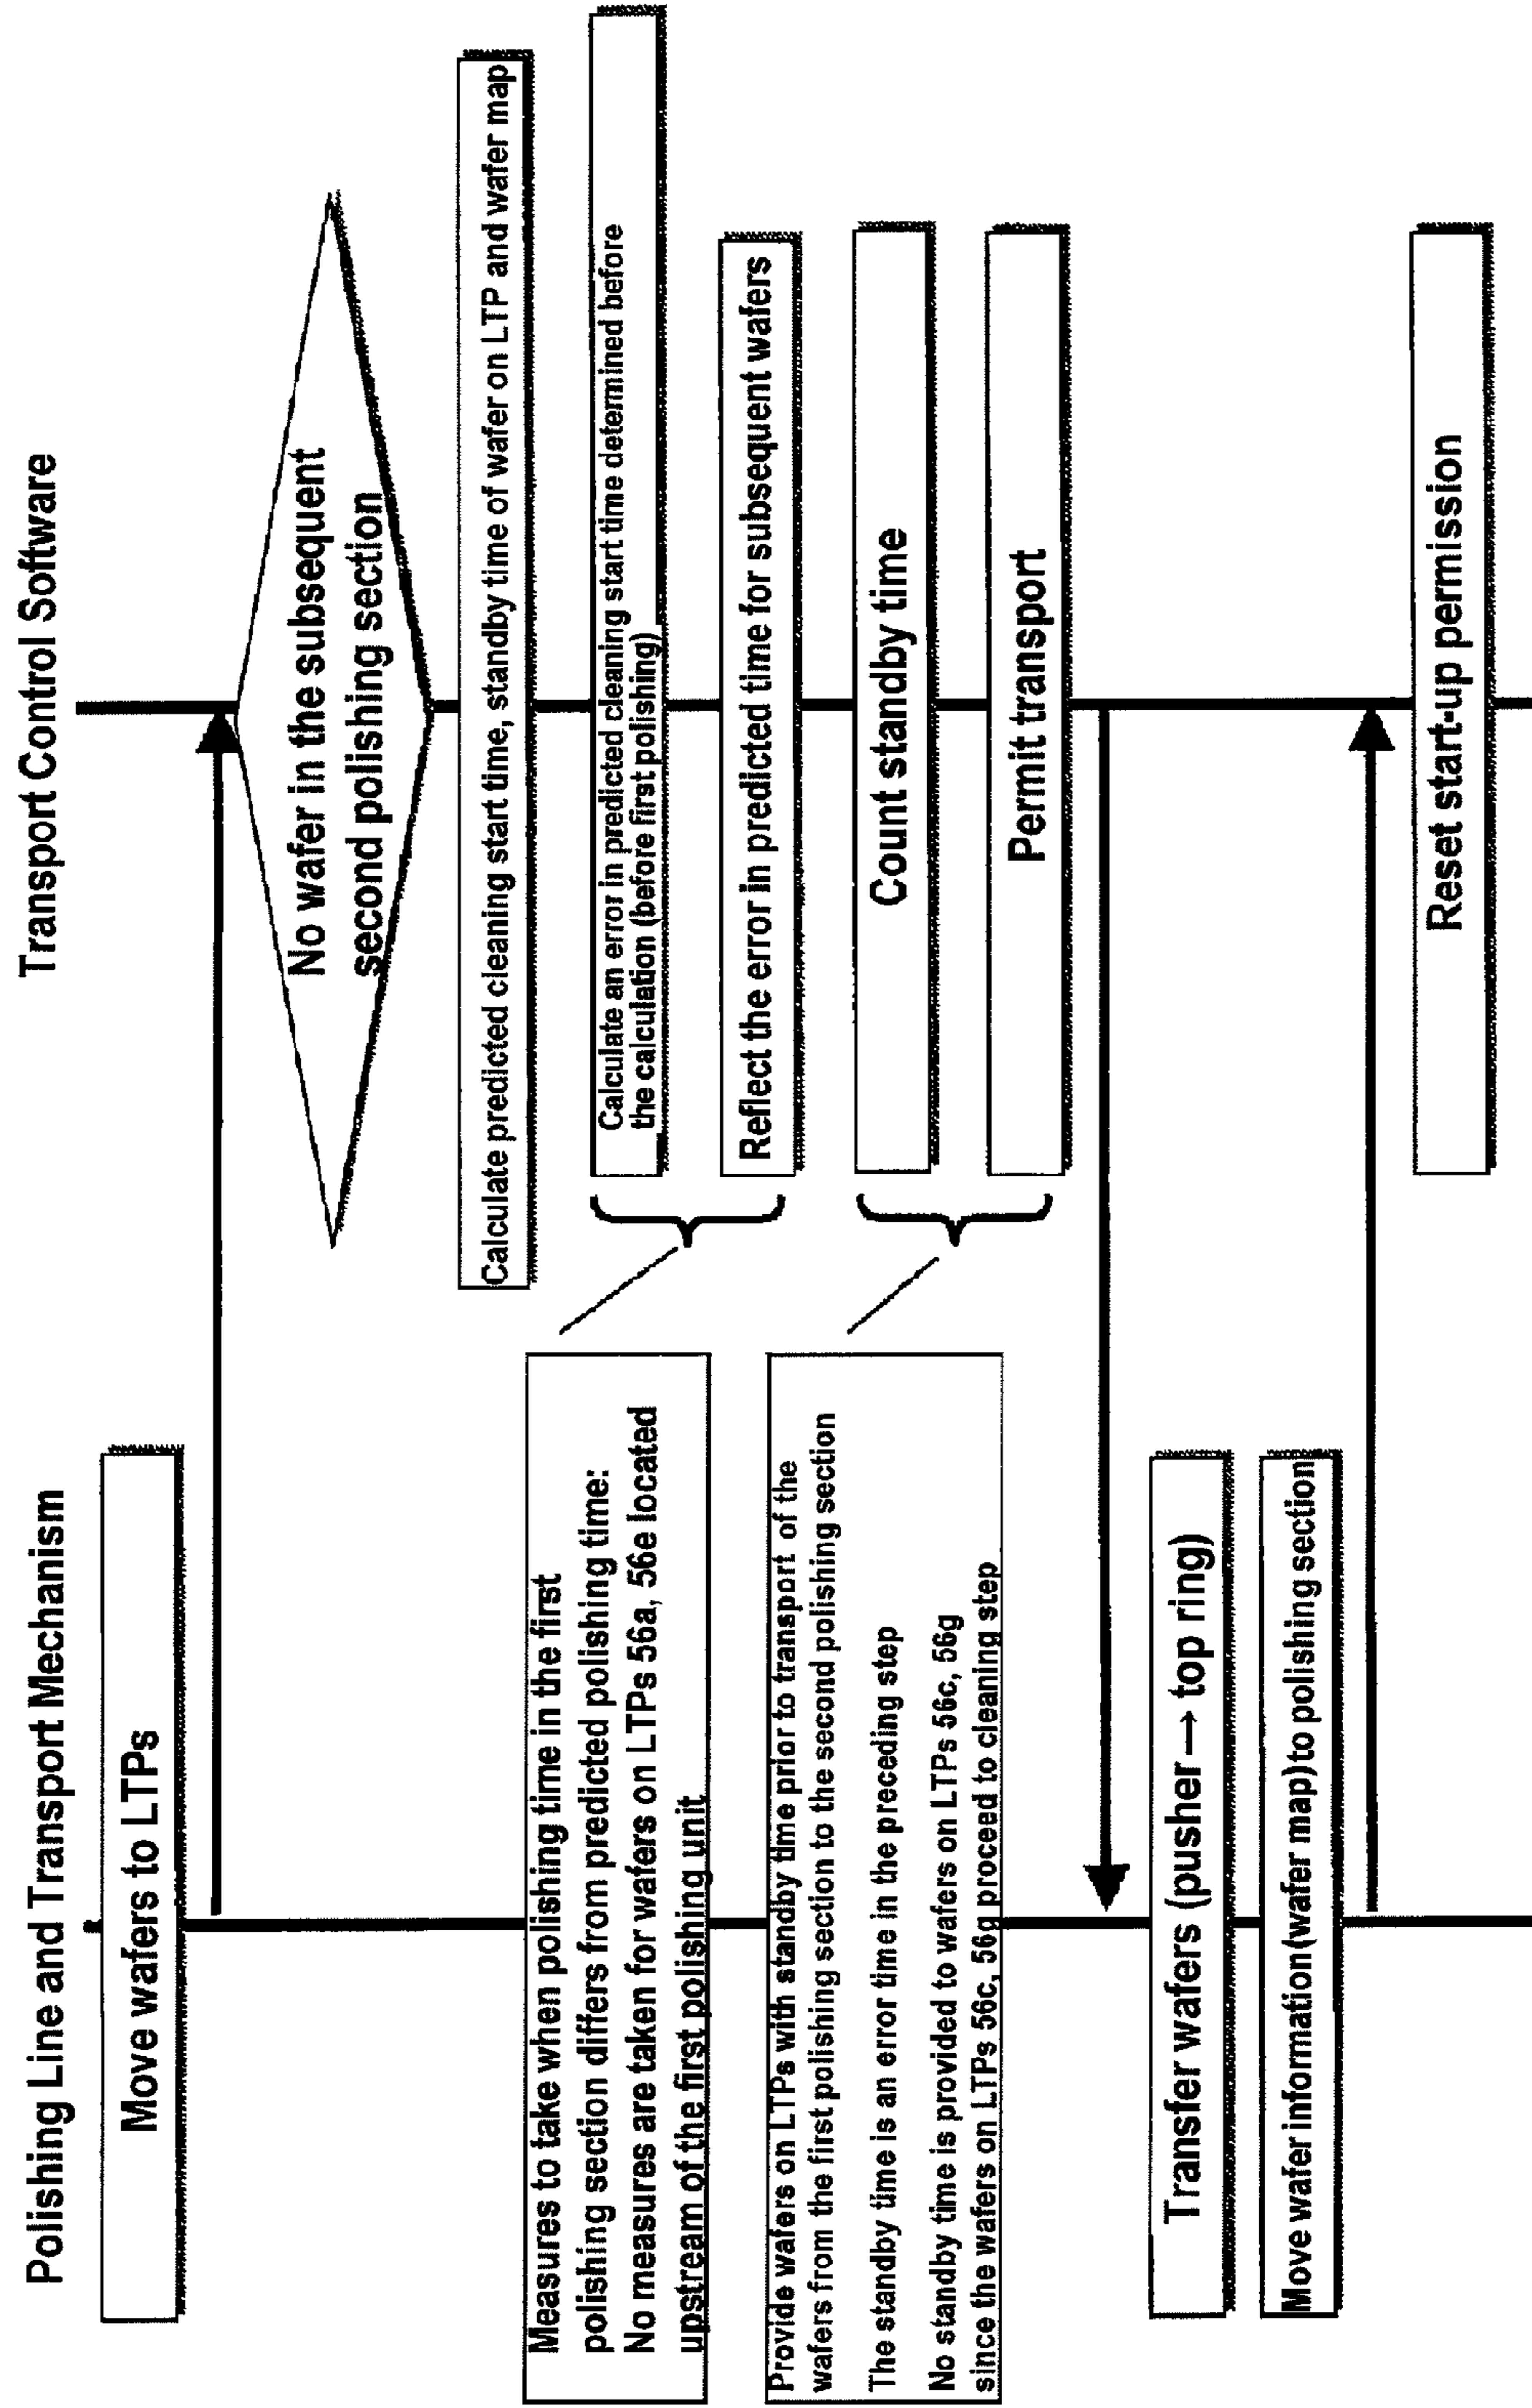 Polishing Line and Transport Mechanism
Transport Control Software
Move wafers to LTPs
No wafer in the subsequent
second polishing section
Calculate predicted cleaning start time, standby time of wafer on LTP and wafer map
Measures to take when polishing time in the first
polishing section differs from predicted polishing time:
No measures are taken for wafers on LTPs 56a, 56e located
upstream of the first polishing unit
Calculate an error in predicted cleaning start time determined before
the calculation (before first polishing)
Reflect the error in predicted time for subsequent wafers
Provide wafers on LTPs with standby time prior to transport of the
wafers from the first polishing section to the second polishing section
The standby time is an error time in the preceding step
No standby time is provided to wafers on LTPs 56c, 56g
since the wafers on LTPs 56c, 56g proceed to cleaning step
Count standby time
Permit transport
Transfer wafers (pusher → top ring)
Move wafer information(wafer map)to polishing section
Reset start-up permission